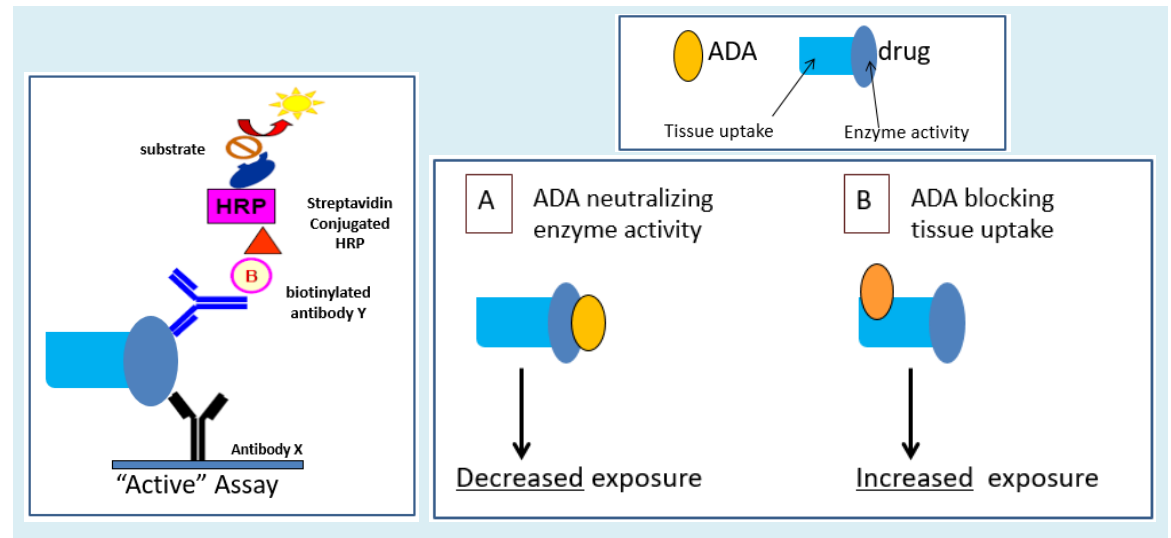 ADA
drug
Tissue uptake
Enzyme activity
substrate
HRP
Streptavidin
Conjugated
HRP
B
biotinylated
antibody Y
Antibody X
“Active” Assay
A
ADA neutralizing
enzyme activity
Decreased exposure
B
ADA blocking
tissue uptake
Increased exposure